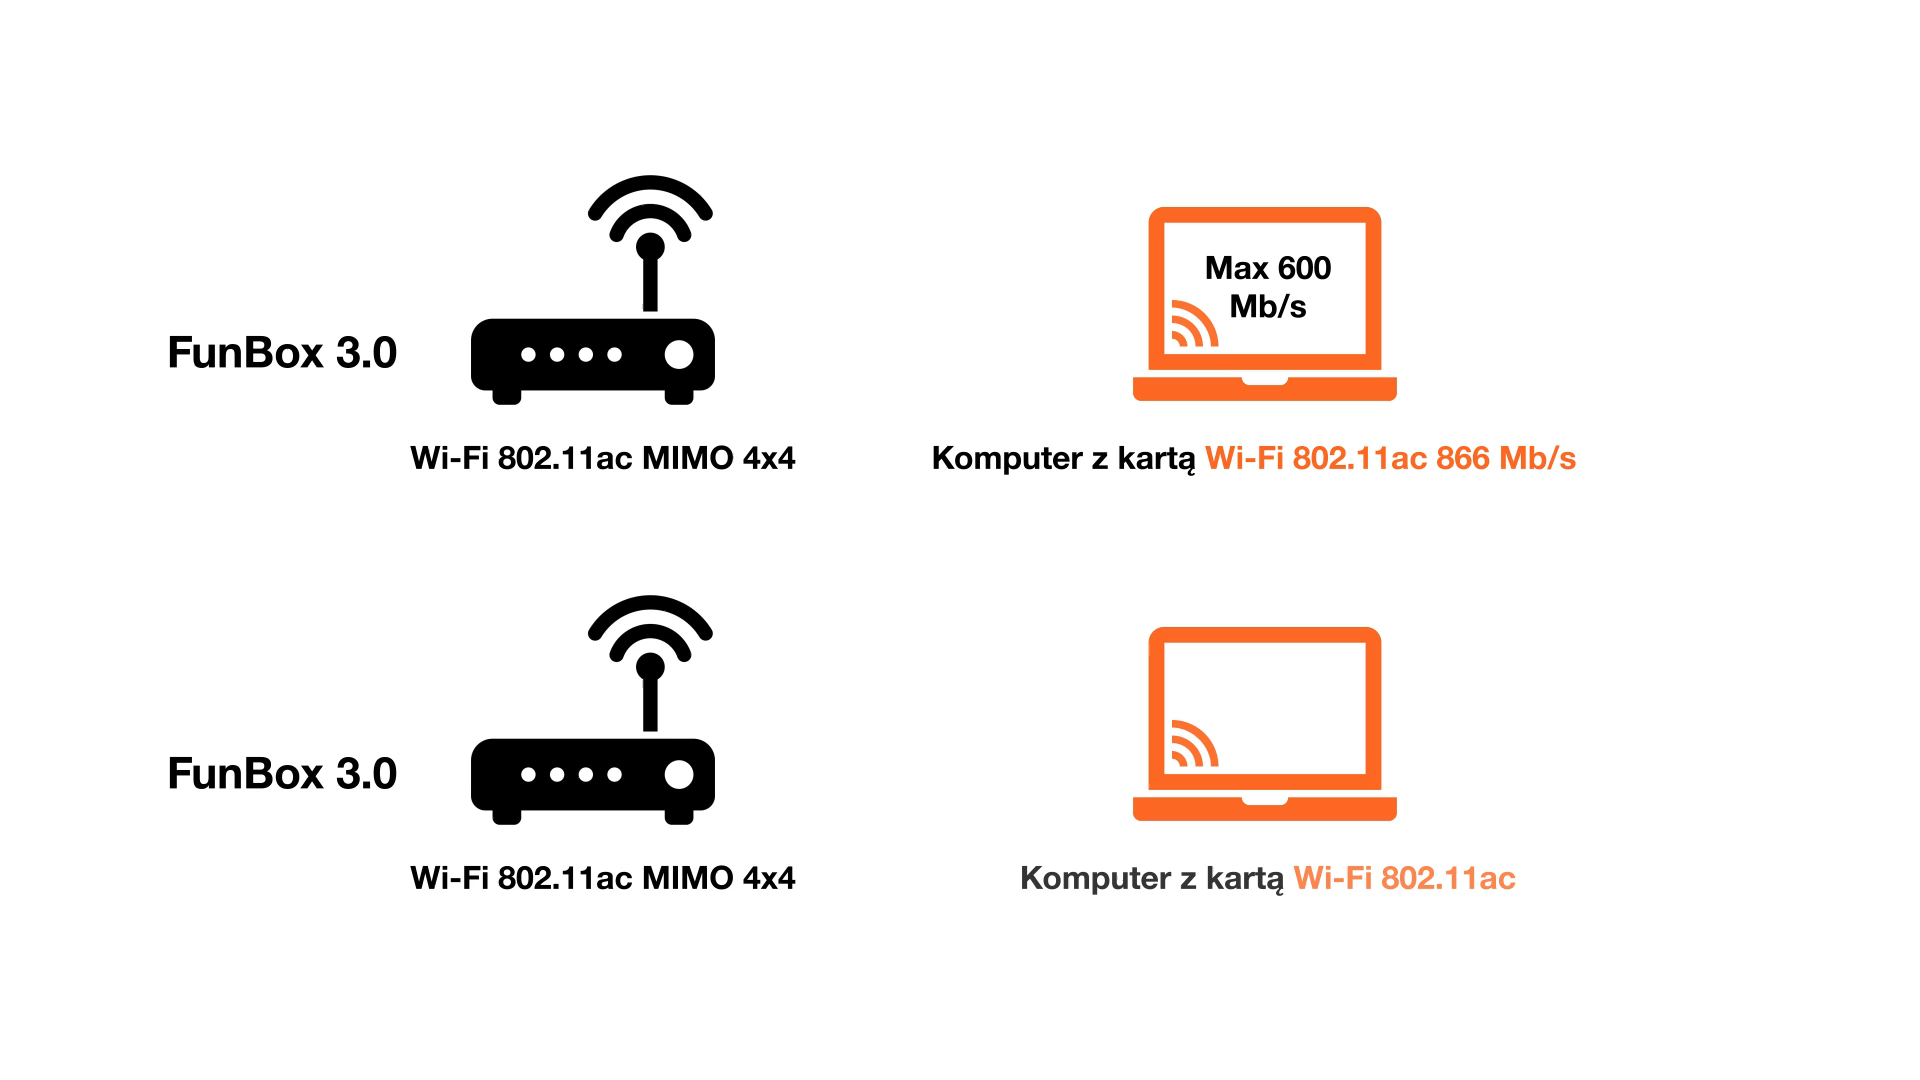 Max 600
Mb/s
FunBox 3.0
Wi-Fi 802.11ac MIMO 4x4
Komputer z kartą Wi-Fi 802.11ac 866 Mb/s
FunBox 3.0
Wi-Fi 802.11ac MIMO 4x4
Komputer z kartą Wi-Fi 802.11ac